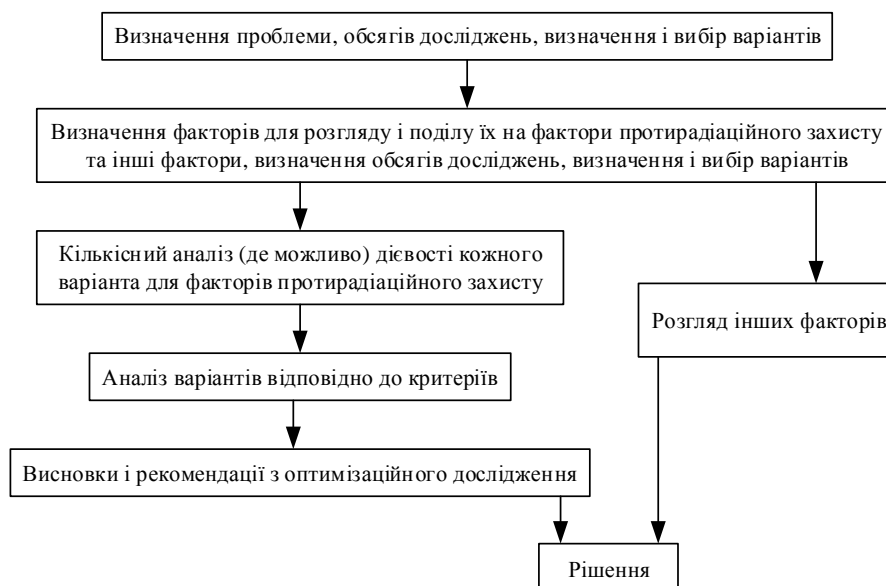 Визначення проблеми, обсягів досліджень, визначення і вибір варіантів
Визначення факторів для розгляду і поділу їх на фактори протирадіаційного захисту
та інші фактори, визначення обсягів досліджень, визначення і вибір варіантів
Кількісний аналіз (де можливо) дієвості кожного
варіанта для факторів протирадіаційного захисту
Розгляд інших факторів
Аналіз варіантів відповідно до критеріїв
Висновки і рекомендації з оптимізаційного дослідження
Рішення